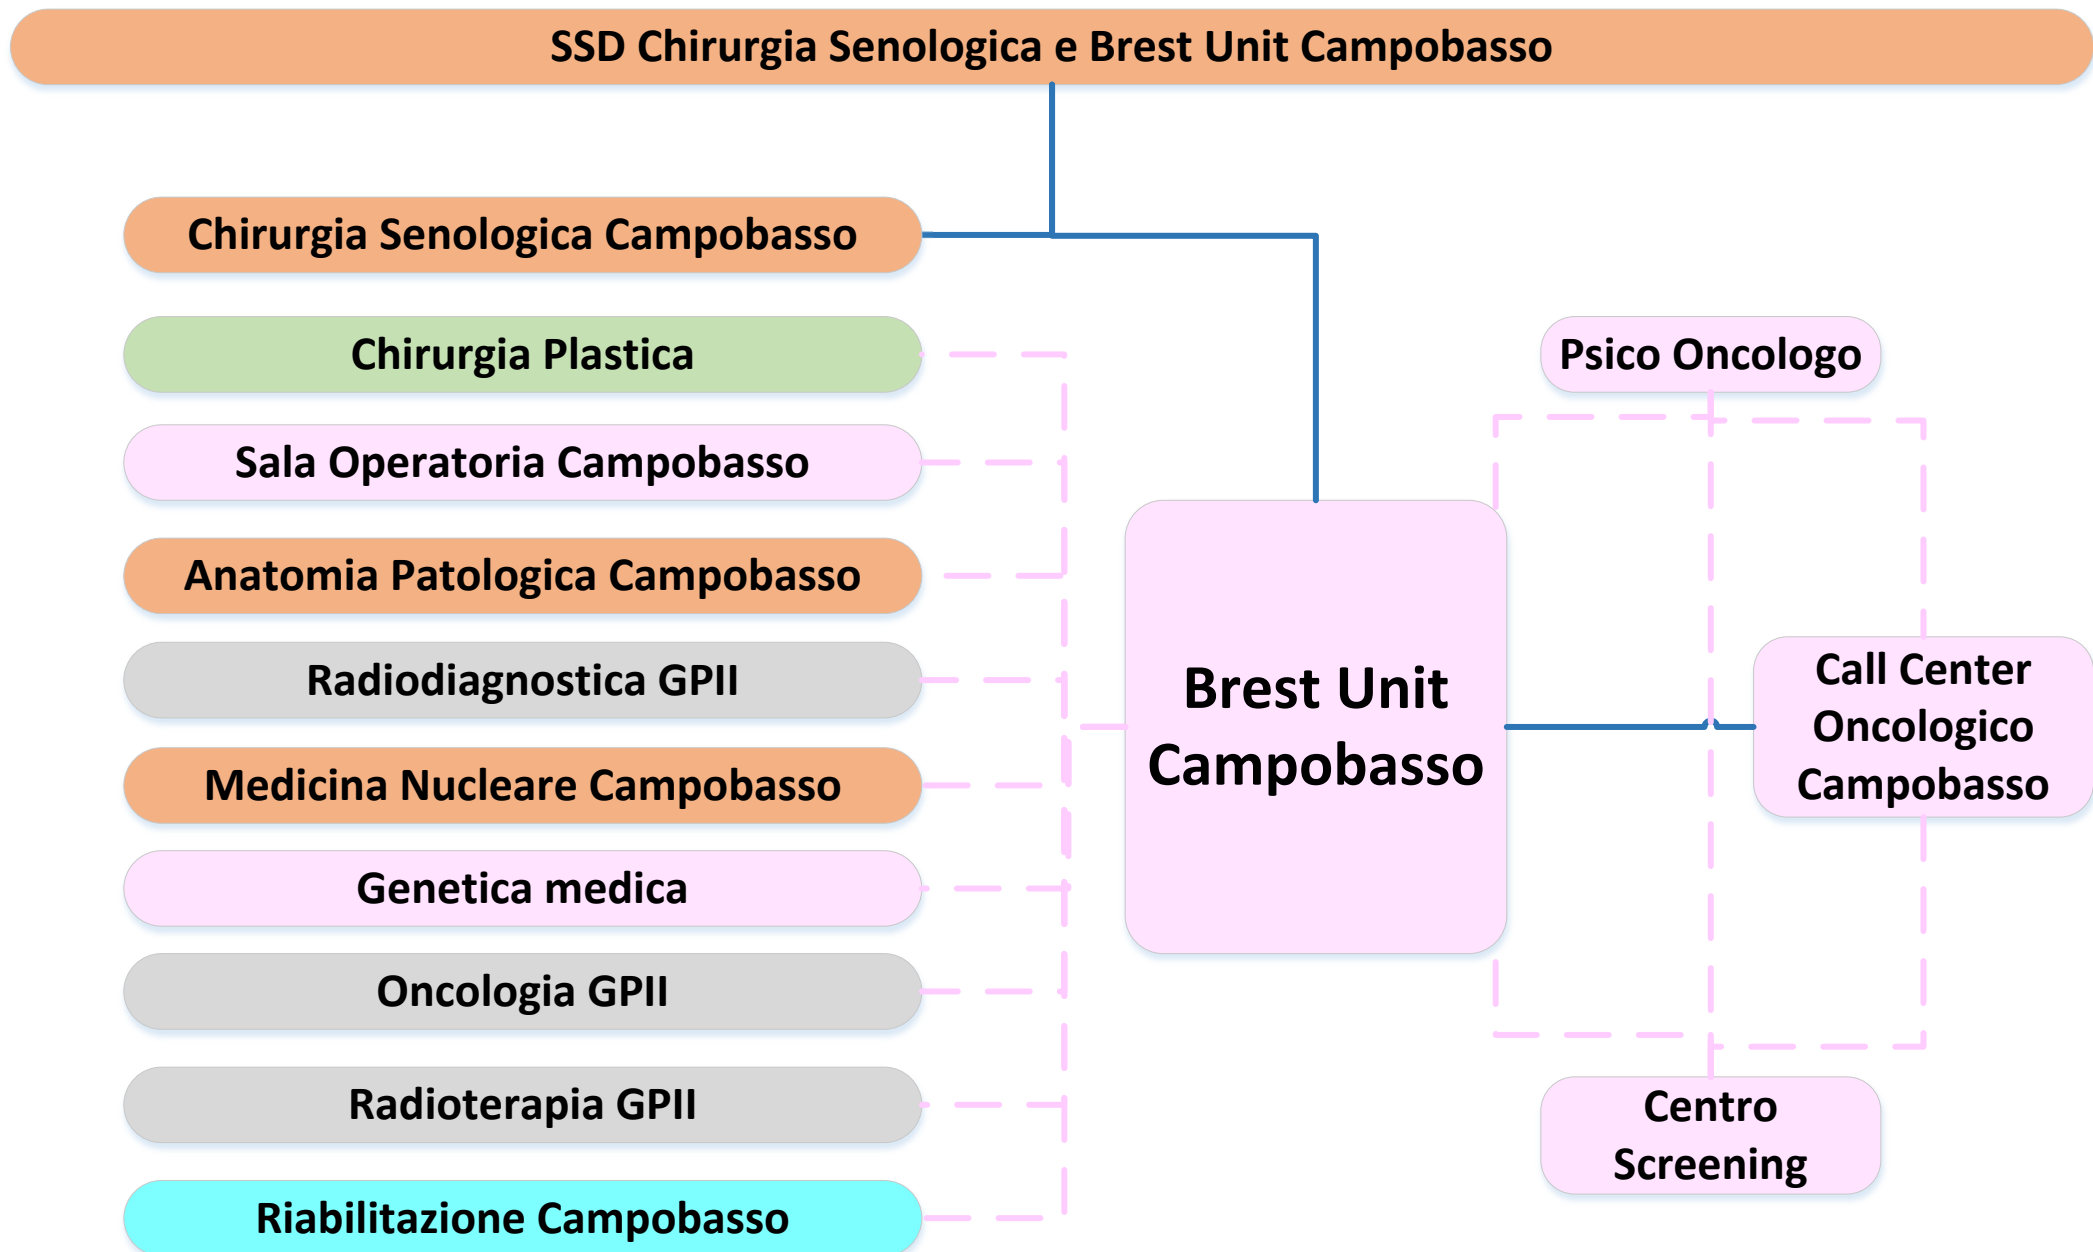 SSD Chirurgia Senologica e Brest Unit Campobasso
Chirurgia Senologica Campobasso
Chirurgia Plastica
Sala Operatoria Campobasso
Anatomia Patologica Campobasso
Radiodiagnostica GPII
Medicina Nucleare Campobasso
Genetica medica
Oncologia GPII
Radioterapia GPII
Riabilitazione Campobasso
Brest Unit
Campobasso
Psico Oncologo
Call Center
Oncologico
Campobasso
Centro
Screening